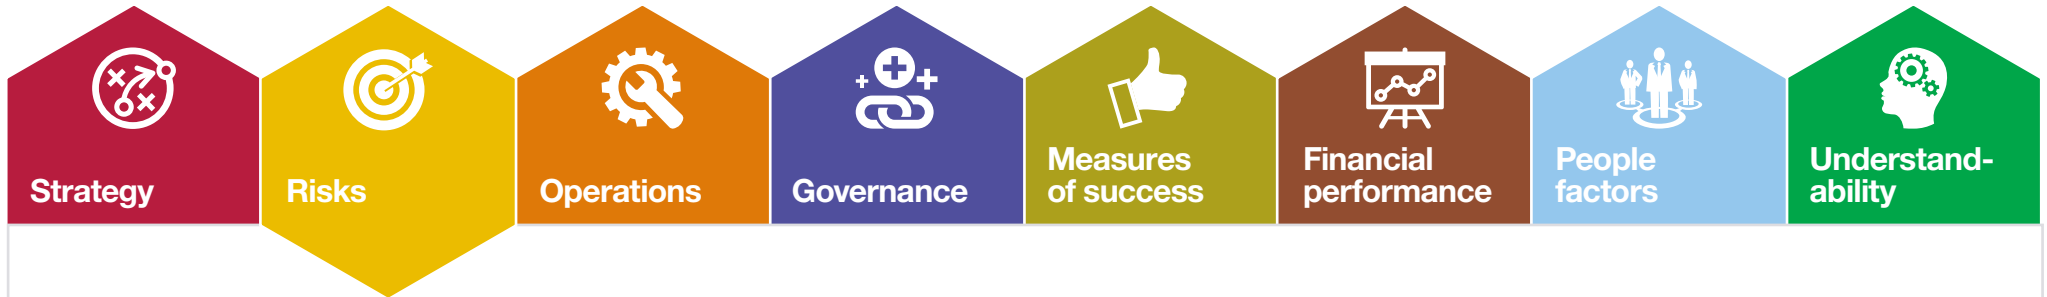 Strategy
Risks
Operations
Governance
Measures
of success
Financial
performance
People
factors
Understand-
ability